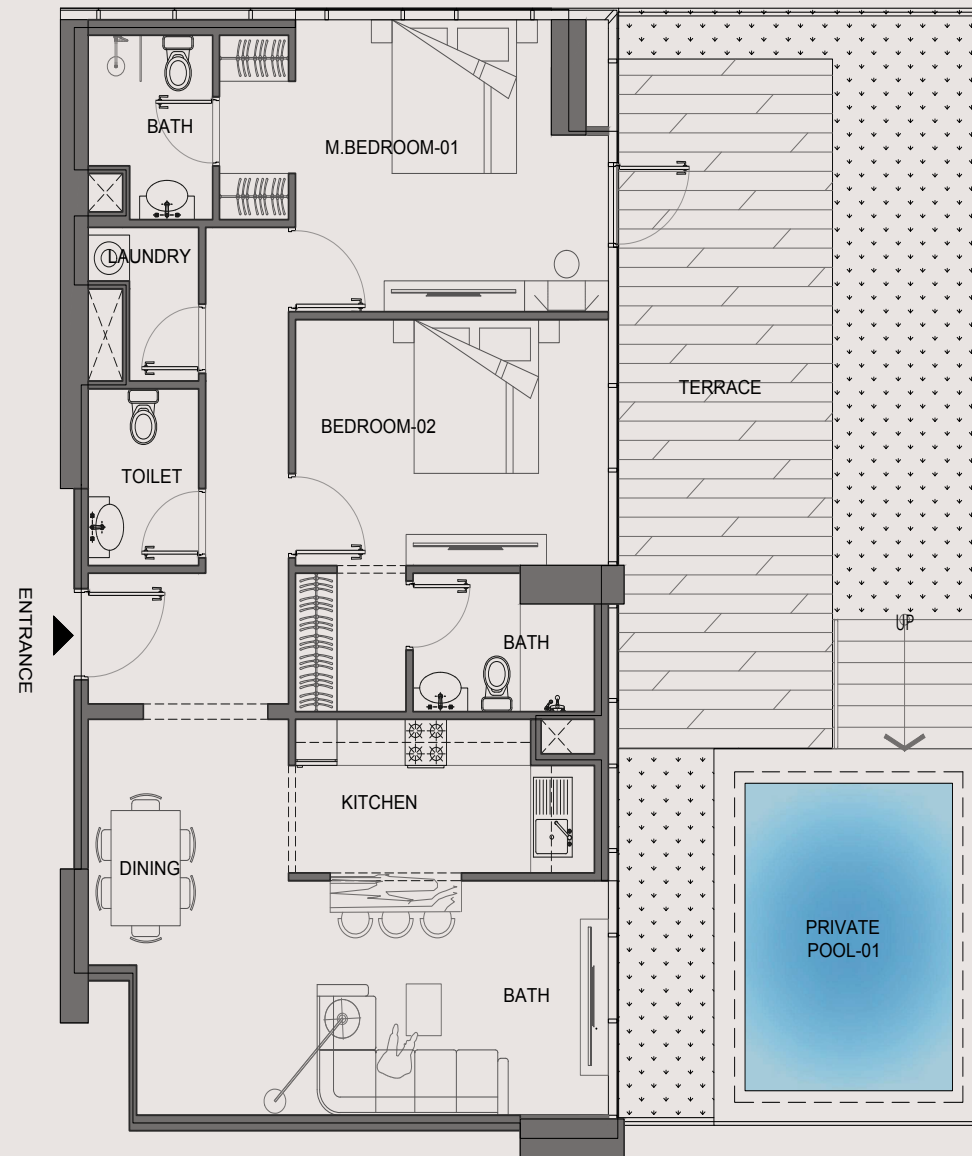 BATH
M.BEDROOM-01
LAUNDRY
TERRACE
BEDROOM-02
TOILET
ENTRANCE
UP
BATH
KITCHEN
DINING
PRIVATE
POOL-01
BATH